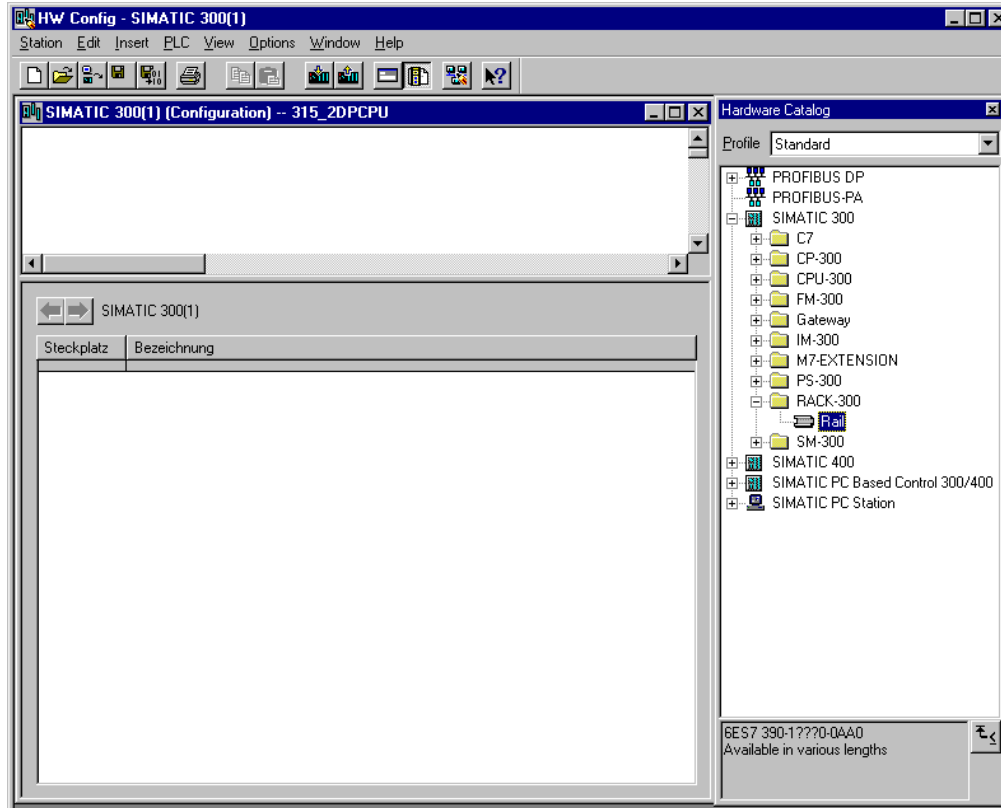 HW Config - SIMATIC 300(1)
Station Edit Insert PLC View Options Window Help
SIMATIC 300(1) (Configuration) -- 315_2DPCPU
SIMATIC 300(1)
Steckplatz Bezeichnung
Hardware Catalog
Profile Standard
PROFIBUS DP
PROFIBUS-PA
SIMATIC 300
C7
CP-300
CPU-300
FM-300
Gateway
IM-300
M7-EXTENSION
PS-300
RACK-300
Rail
SM-300
SIMATIC 400
SIMATIC PC Based Control 300/400
SIMATIC PC Station
6ES7 390-1???0-0AA0
Available in various lengths